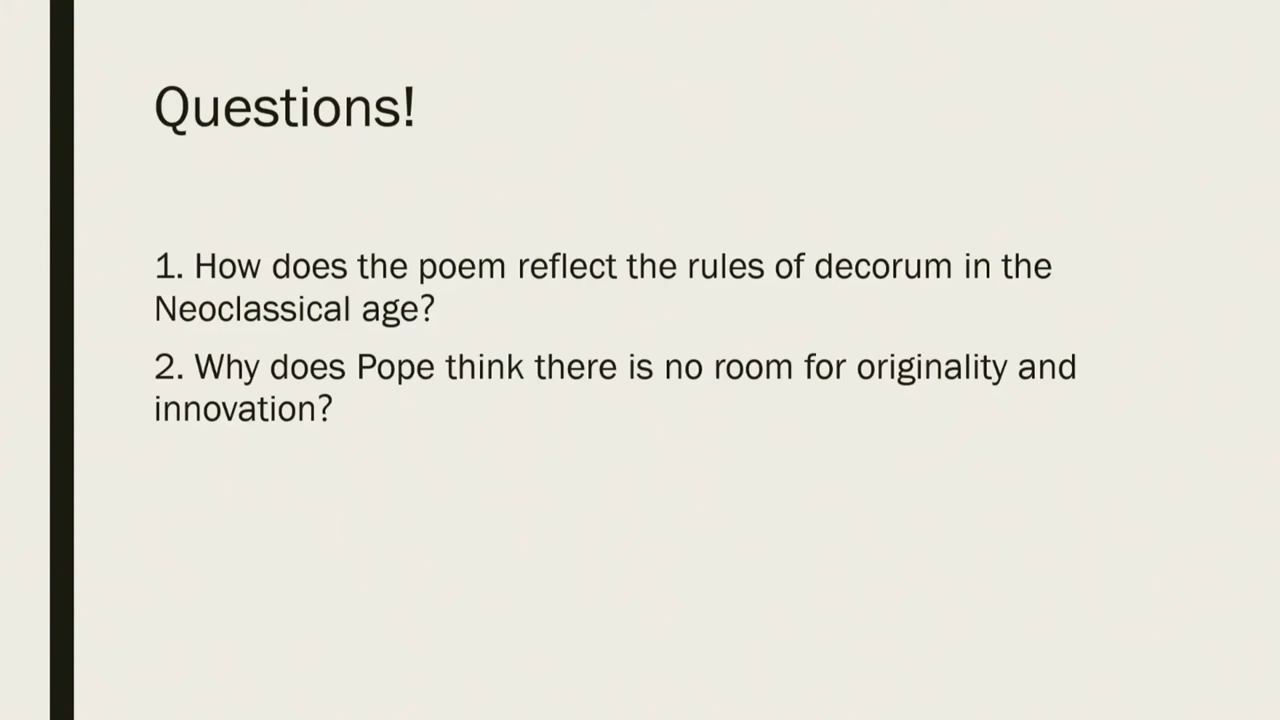 Questions!
1. How does the poem reflect the rules of decorum in the
Neoclassical age?
2. Why does Pope think there is no room for originality and
innovation?